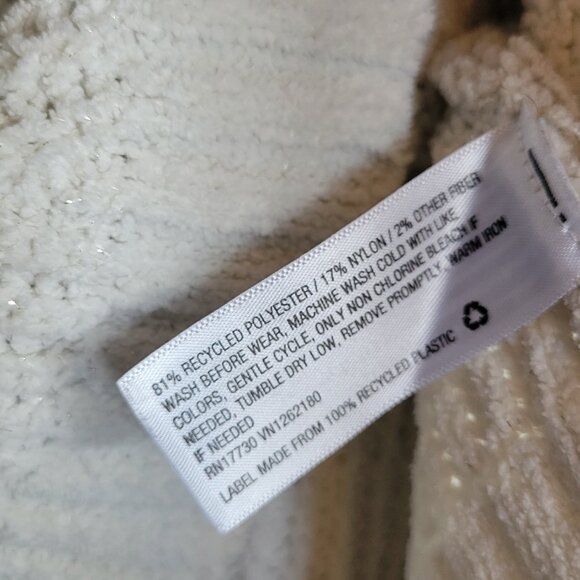 81% RECYCLED POLYESTER / 17% NYLON / 2% OTHER FIBER
WASH BEFORE WEAR, MACHINE WASH COLD WITH LIKE
COLORS, GENTLE CYCLE, ONLY NON CHLORINE BLEACH IF
NEEDED, TUMBLE DRY LOW, REMOVE PROMPTLY, WARM IRON
IF NEEDED
RN17730 VN1262180
LABEL MADE FROM 100% RECYCLED PLASTIC